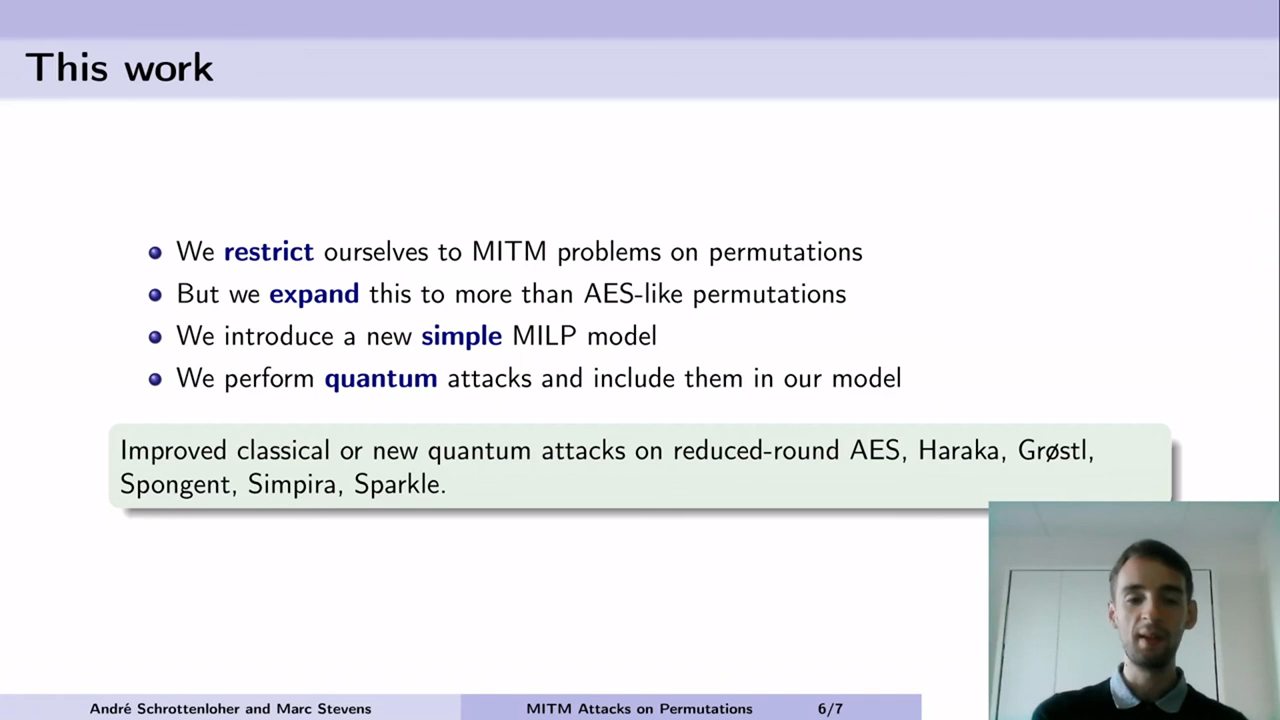 This work
We restrict ourselves to MITM problems on permutations
But we expand this to more than AES-like permutations
We introduce a new simple MILP model
We perform quantum attacks and include them in our model
Improved classical or new quantum attacks on reduced-round AES, Haraka, Grøstl,
Spongent, Simpira, Sparkle.
André Schrottenloher and Marc Stevens
MITM Attacks on Permutations
6/7